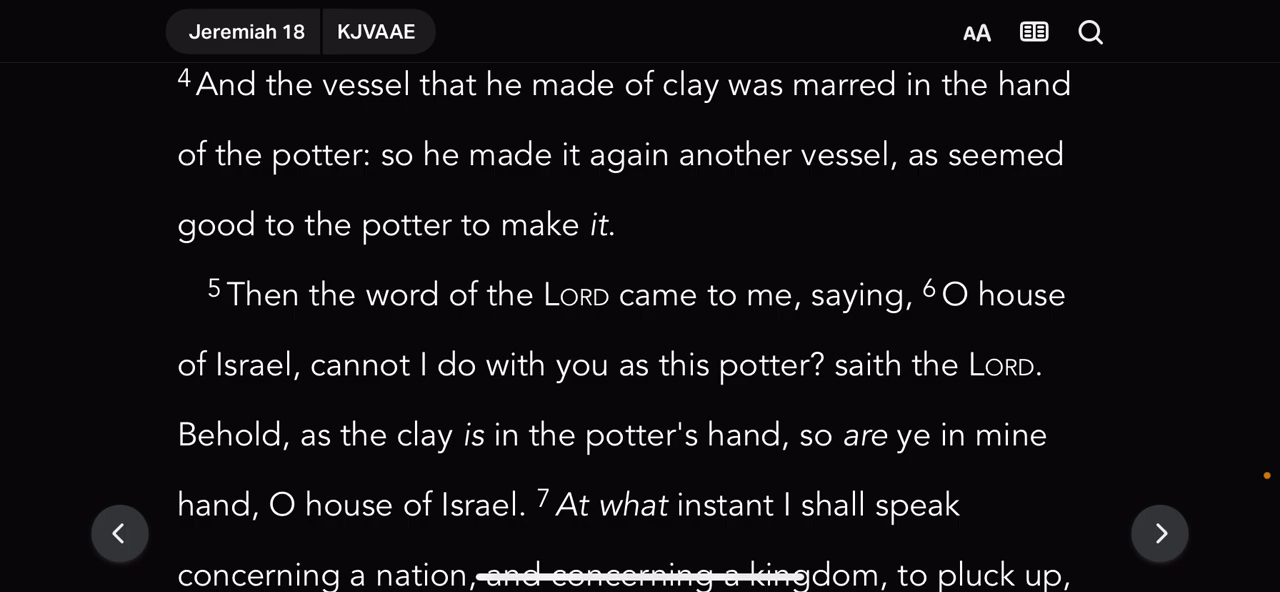 Jeremiah 18 KJVAAE AA
4 And the vessel that he made of clay was marred in the hand
of the potter: so he made it again another vessel, as seemed
good to the potter to make it.
5 Then the word of the LORD came to me, saying, 6 O house
of Israel, cannot I do with you as this potter? saith the LORD.
Behold, as the clay is in the potter's hand, so are ye in mine
hand, O house of Israel. 7 At what instant I shall speak
concerning a nation, and concerning a kingdom, to pluck up,